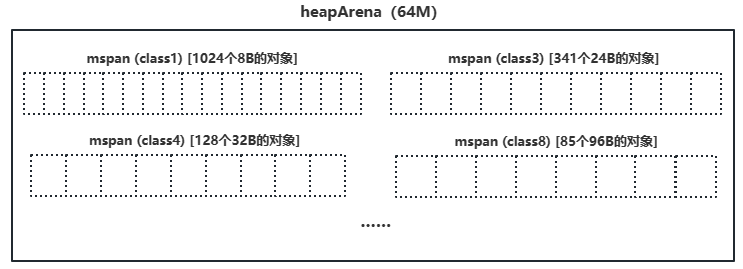 heapArena（64M）
mspan (class1) [1024个8B的对象]
mspan (class3) [341个24B的对象]
mspan (class4) [128个32B的对象]
mspan (class8) [85个96B的对象]
......